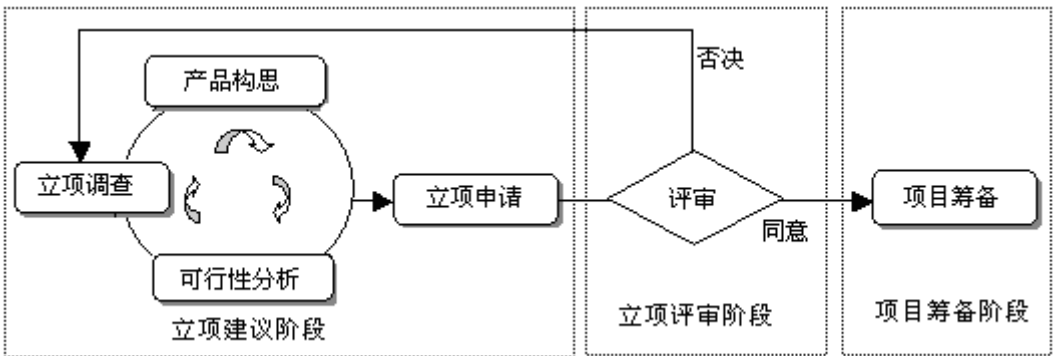 否决
产品构思
立项调查
立项申请
评审
项目筹备
同意
可行性分析
立项建议阶段
立项评审阶段
项目筹备阶段